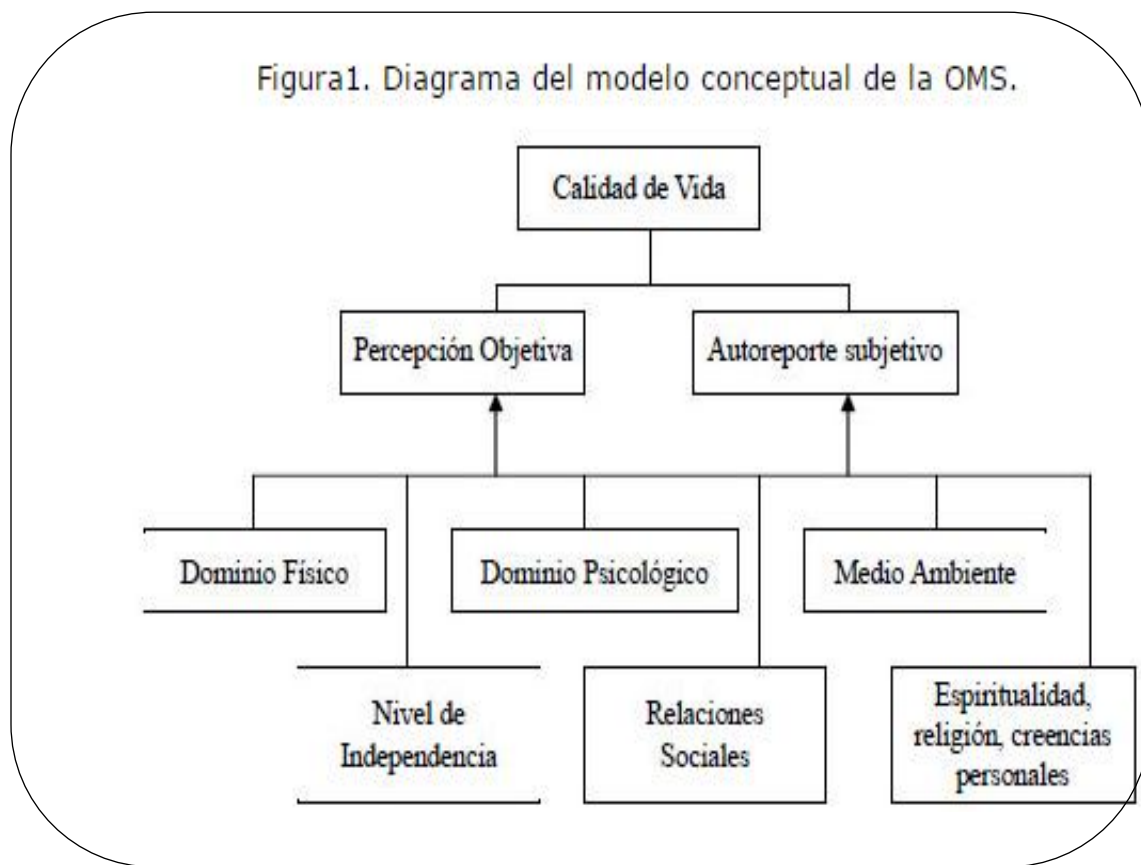 Figura1. Diagrama del modelo conceptual de la OMS.
Calidad de Vida
Percepción Objetiva
Autoreporte subjetivo
Dominio Físico
Dominio Psicológico
Medio Ambiente
Nivel de
Independencia
Relaciones
Sociales
Espiritualidad,
religión, creencias
personales